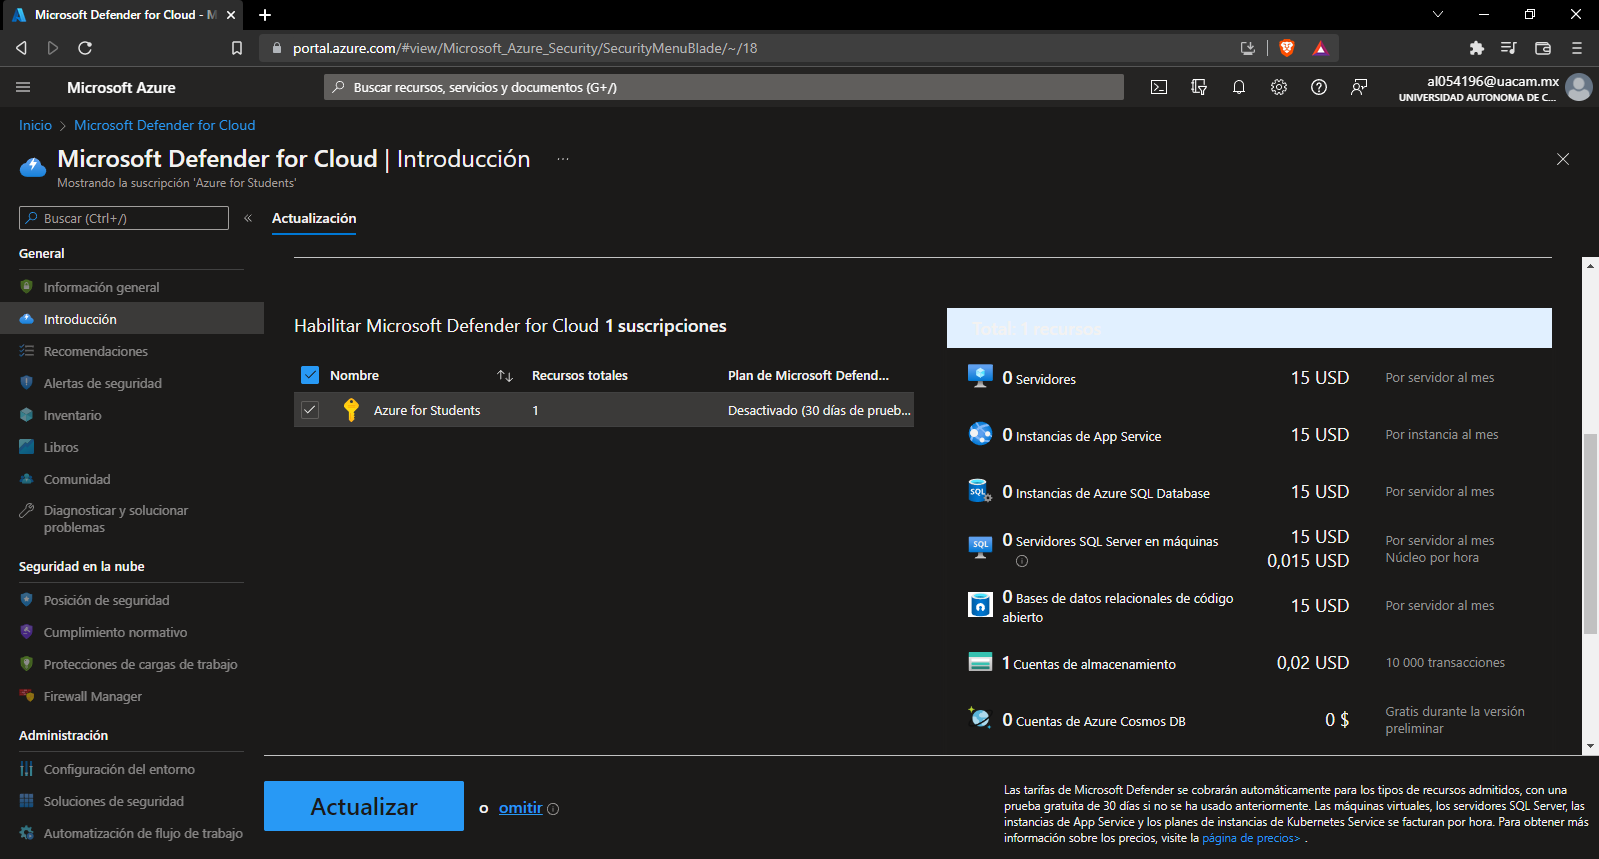 Microsoft Defender for Cloud - M
portal.azure.com/#view/Microsoft_Azure_Security/SecurityMenuBlade/~/18
Microsoft Azure
Buscar recursos, servicios y documentos (G+/)
al054196@uacam.mx
UNIVERSIDAD AUTONOMA DE C...
Inicio > Microsoft Defender for Cloud
Microsoft Defender for Cloud | Introducción ...
Mostrando la suscripción 'Azure for Students'
Buscar (Ctrl+/)
«
General
Información general
Introducción
Recomendaciones
Alertas de seguridad
Inventario
Libros
Comunidad
Diagnosticar y solucionar
problemas
Seguridad en la nube
Posición de seguridad
Cumplimiento normativo
Protecciones de cargas de trabajo
Firewall Manager
Administración
Configuración del entorno
Soluciones de seguridad
Automatización de flujo de trabajo
Actualización
Habilitar Microsoft Defender for Cloud 1 suscripciones
Nombre Recursos totales Plan de Microsoft Defend...
Azure for Students 1 Desactivado (30 días de prueb...
Total: 1 recursos
0 Servidores 15 USD Por servidor al mes
0 Instancias de App Service 15 USD Por instancia al mes
SQL
0 Instancias de Azure SQL Database 15 USD Por servidor al mes
SQL
0 Servidores SQL Server en máquinas 15 USD Por servidor al mes
0,015 USD Núcleo por hora
0 Bases de datos relacionales de código
abierto 15 USD Por servidor al mes
1 Cuentas de almacenamiento 0,02 USD 10 000 transacciones
0 Cuentas de Azure Cosmos DB 0 $ Gratis durante la versión
preliminar
Actualizar o omitir
Las tarifas de Microsoft Defender se cobrarán automáticamente para los tipos de recursos admitidos, con una
prueba gratuita de 30 días si no se ha usado anteriormente. Las máquinas virtuales, los servidores SQL Server, las
instancias de App Service y los planes de instancias de Kubernetes Service se facturan por hora. Para obtener más
información sobre los precios, visite la página de precios> .